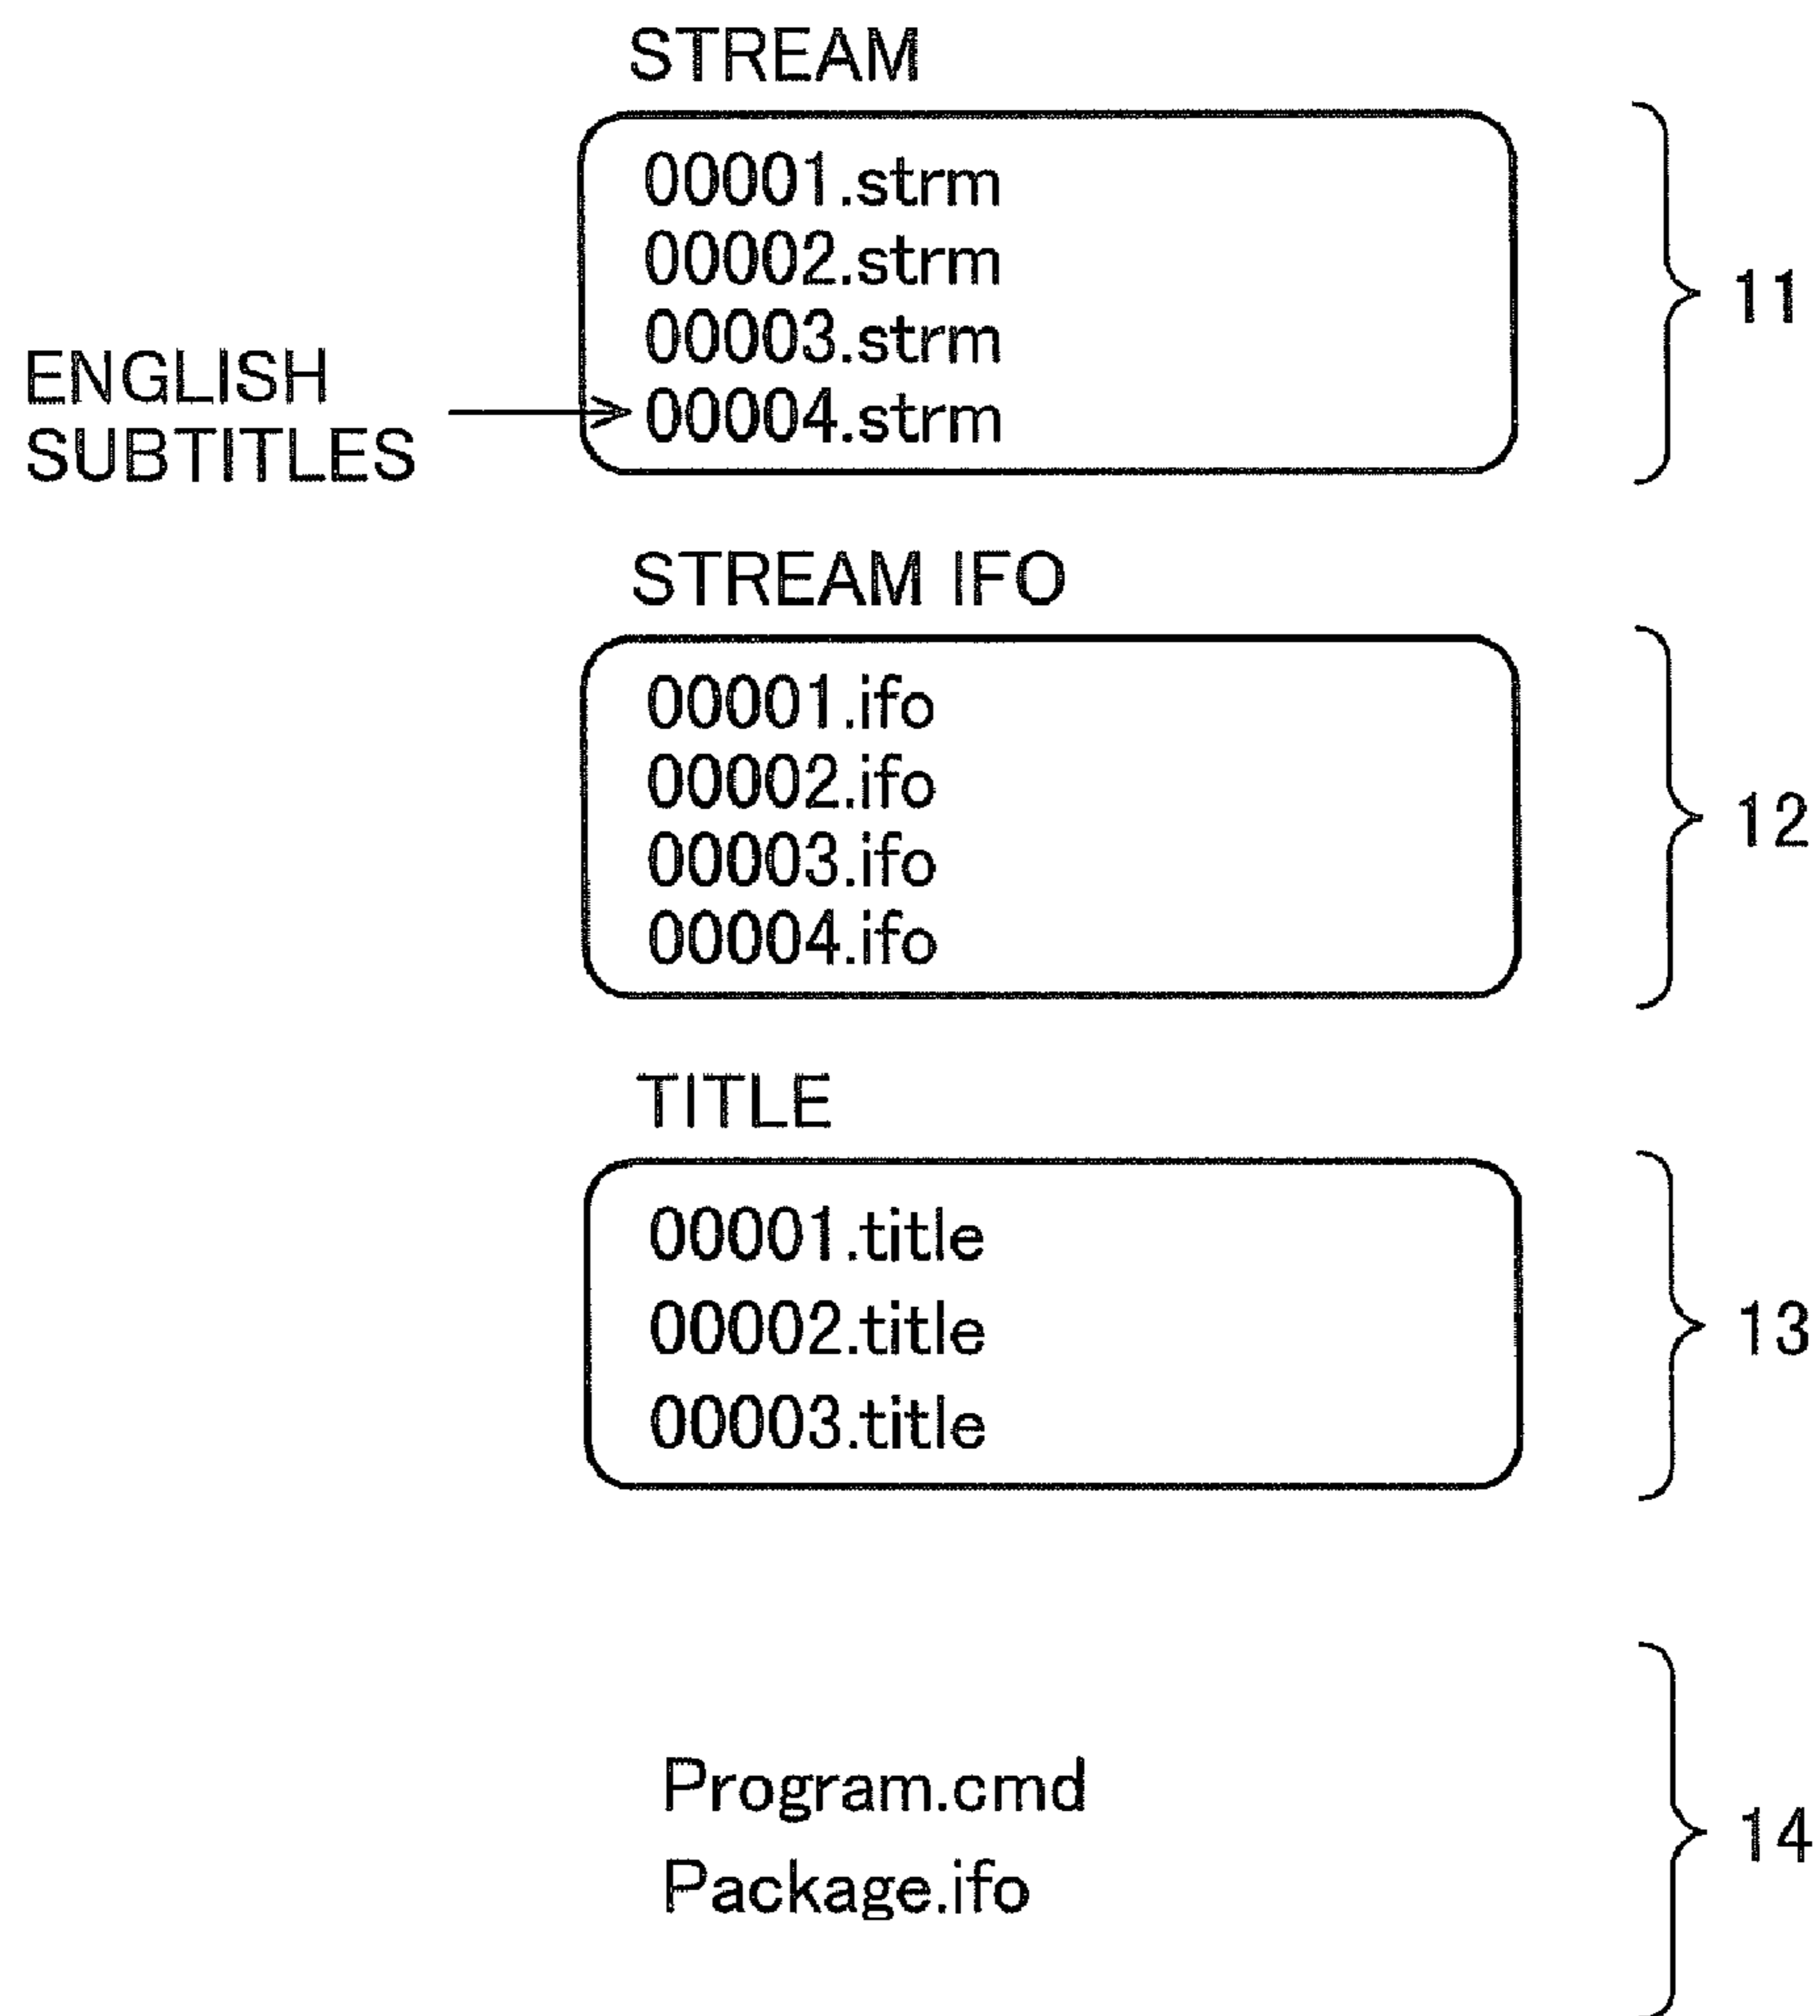 STREAM
00001.strm
00002.strm
00003.strm
00004.strm
11
ENGLISH
SUBTITLES
STREAM IFO
00001.ifo
00002.ifo
00003.ifo
00004.ifo
12
TITLE
00001.title
00002.title
00003.title
13
Program.cmd
Package.ifo
14